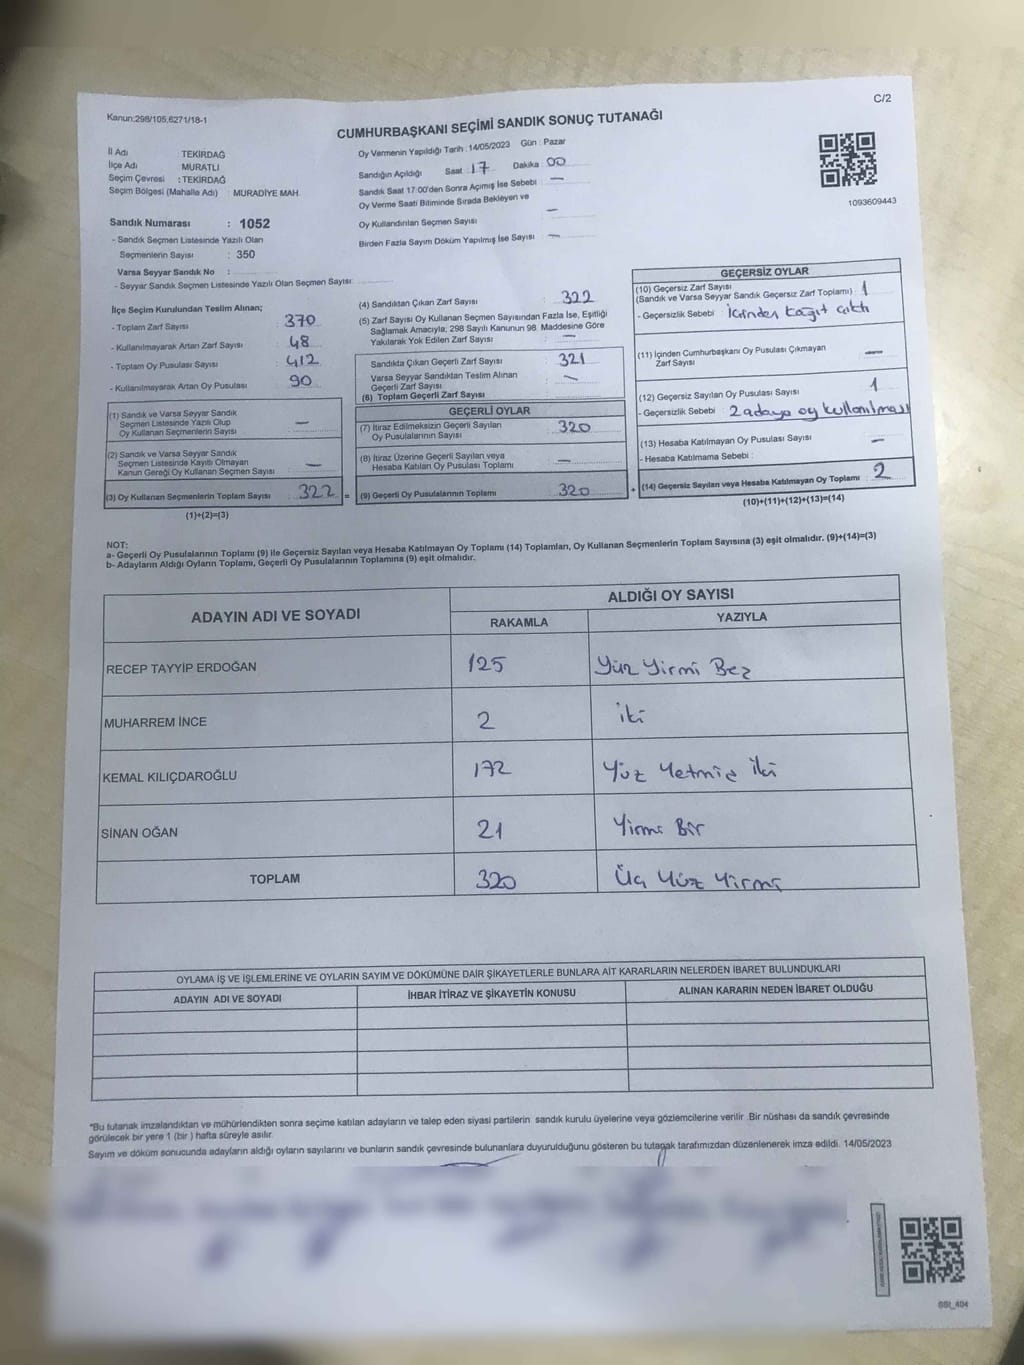 Kanun:298/105,6271/18-1
C/2
CUMHURBAŞKANI SEÇİMİ SANDIK SONUÇ TUTANAĞI
İl Adı : TEKİRDAĞ
İlçe Adı : MURATLI
Seçim Çevresi : TEKİRDAĞ
Seçim Bölgesi (Mahalle Adı) : MURADİYE MAH.
Sandık Numarası : 1052
- Sandık Seçmen Listesinde Yazılı Olan
Seçmenlerin Sayısı : 350
Varsa Seyyar Sandık No :
- Seyyar Sandık Seçmen Listesinde Yazılı Olan Seçmen Sayısı:
Oy Vermenin Yapıldığı Tarih : 14/05/2023 Gün : Pazar
Sandığın Açıldığı Saat : 17 Dakika : 00
Sandık Saat 17:00'den Sonra Açımış İse Sebebi : —
Oy Verme Saati Bitiminde Sırada Bekleyen ve
Oy Kullandırılan Seçmen Sayısı —
Birden Fazla Sayım Döküm Yapılmış İse Sayısı : —
1093609443
İlçe Seçim Kurulundan Teslim Alınan;
- Toplam Zarf Sayısı : 370
- Kullanılmayarak Artan Zarf Sayısı : 48
- Toplam Oy Pusulası Sayısı : 412
- Kullanılmayarak Artan Oy Pusulası : 90
(1) Sandık ve Varsa Seyyar Sandık
Seçmen Listesinde Yazılı Olup
Oy Kullanan Seçmenlerin Sayısı : —
(2) Sandık ve Varsa Seyyar Sandık
Seçmen Listesinde Kayıtlı Olmayan
Kanun Gereği Oy Kullanan Seçmen Sayısı : —
(3) Oy Kullanan Seçmenlerin Toplam Sayısı : 322 =
(1)+(2)=(3)
(4) Sandıktan Çıkan Zarf Sayısı : 322
(5) Zarf Sayısı Oy Kullanan Seçmen Sayısından Fazla İse, Eşitliği
Sağlamak Amacıyla; 298 Sayılı Kanunun 98. Maddesine Göre
Yakılarak Yok Edilen Zarf Sayısı : —
Sandıkta Çıkan Geçerli Zarf Sayısı : 321
Varsa Seyyar Sandıktan Teslim Alınan
Geçerli Zarf Sayısı : —
(6) Toplam Geçerli Zarf Sayısı :
GEÇERLİ OYLAR
(7) İtiraz Edilmeksizin Geçerli Sayılan
Oy Pusulalarının Sayısı : 320
(8) İtiraz Üzerine Geçerli Sayılan veya
Hesaba Katılan Oy Pusulası Toplamı : —
(9) Geçerli Oy Pusulalarının Toplamı : 320 +
GEÇERSİZ OYLAR
(10) Geçersiz Zarf Sayısı
(Sandık ve Varsa Seyyar Sandık Geçersiz Zarf Toplamı) : 1
- Geçersizlik Sebebi : İçinden kağıt çıktı
(11) İçinden Cumhurbaşkanı Oy Pusulası Çıkmayan
Zarf Sayısı : —
(12) Geçersiz Sayılan Oy Pusulası Sayısı : 1
- Geçersizlik Sebebi : 2 adaya oy kullanılması
(13) Hesaba Katılmayan Oy Pusulası Sayısı : —
- Hesaba Katılmama Sebebi :
(14) Geçersiz Sayılan veya Hesaba Katılmayan Oy Toplamı : 2
(10)+(11)+(12)+(13)=(14)
NOT:
a- Geçerli Oy Pusulalarının Toplamı (9) ile Geçersiz Sayılan veya Hesaba Katılmayan Oy Toplamı (14) Toplamları, Oy Kullanan Seçmenlerin Toplam Sayısına (3) eşit olmalıdır. (9)+(14)=(3)
b- Adayların Aldığı Oyların Toplamı, Geçerli Oy Pusulalarının Toplamına (9) eşit olmalıdır.
ADAYIN ADI VE SOYADI ALDIĞI OY SAYISI
RAKAMLA YAZIYLA
RECEP TAYYİP ERDOĞAN 125 Yüz Yirmi Beş
MUHARREM İNCE 2 iki
KEMAL KILIÇDAROĞLU 172 Yüz Yetmiş İki
SİNAN OĞAN 21 Yirmi Bir
TOPLAM 320 Üç Yüz Yirmi
OYLAMA İŞ VE İŞLEMLERİNE VE OYLARIN SAYIM VE DÖKÜMÜNE DAİR ŞİKAYETLERLE BUNLARA AİT KARARLARIN NELERDEN İBARET BULUNDUKLARI
ADAYIN ADI VE SOYADI İHBAR İTİRAZ VE ŞİKAYETİN KONUSU ALINAN KARARIN NEDEN İBARET OLDUĞU
*Bu tutanak imzalandıktan ve mühürlendikten sonra seçime katılan adayların ve talep eden siyasi partilerin sandık kurulu üyelerine veya gözlemcilerine verilir .Bir nüshası da sandık çevresinde
görülecek bir yere 1 (bir ) hafta süreyle asılır.
Sayım ve döküm sonucunda adayların aldığı oyların sayılarını ve bunların sandık çevresinde bulunanlara duyurulduğunu gösteren bu tutanak tarafımızdan düzenlenerek imza edildi. 14/05/2023